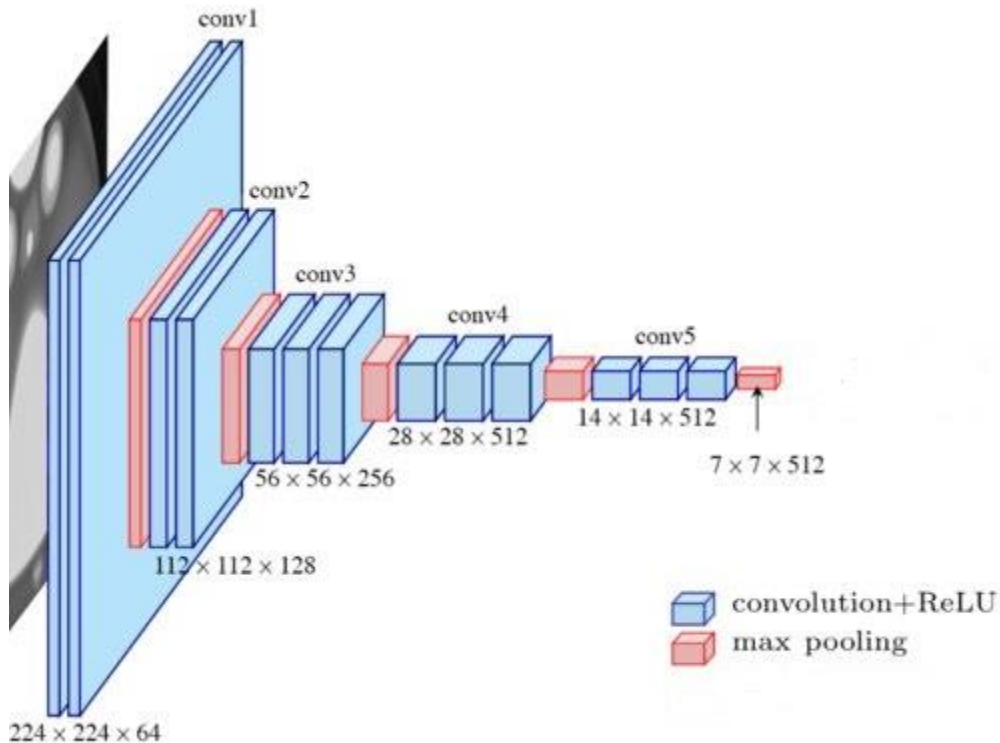 conv1
conv2
conv3
conv4
conv5
224 × 224 × 64
112 × 112 × 128
56 × 56 × 256
28 × 28 × 512
14 × 14 × 512
7 × 7 × 512
convolution+ReLU
max pooling